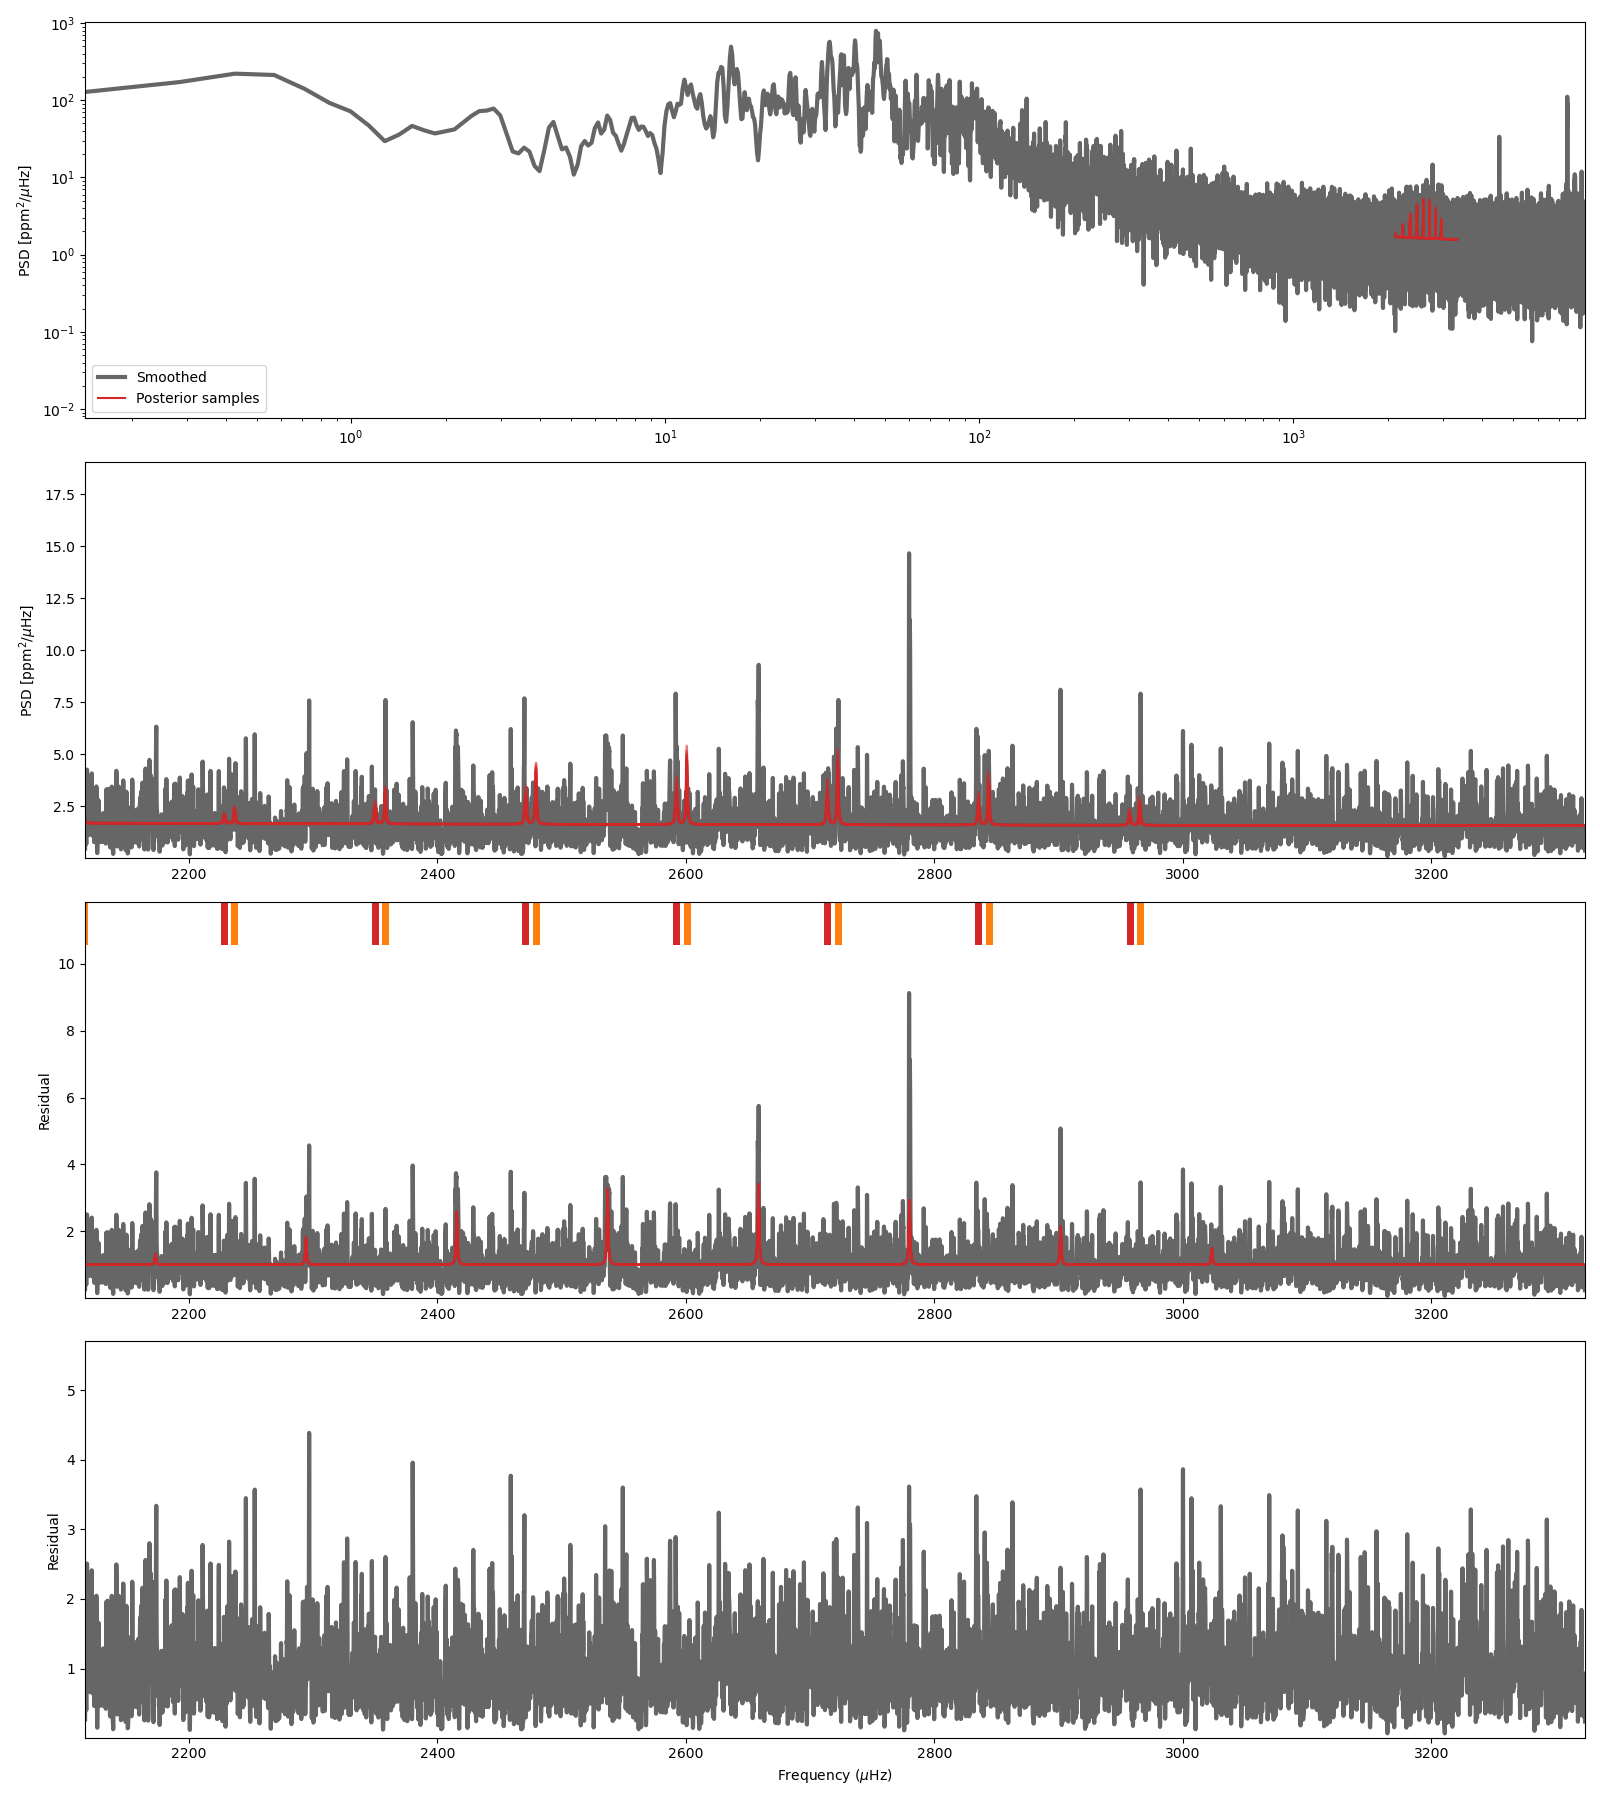 10³
10²
10¹
10⁰
10⁻¹
10⁻²
PSD [ppm²/μHz]
Smoothed
Posterior samples
10⁰ 10¹ 10² 10³
17.5
15.0
12.5
10.0
7.5
5.0
2.5
PSD [ppm²/μHz]
2200 2400 2600 2800 3000 3200
10
8
6
4
2
Residual
2200 2400 2600 2800 3000 3200
5
4
3
2
1
Residual
2200 2400 2600 2800 3000 3200
Frequency (μHz)